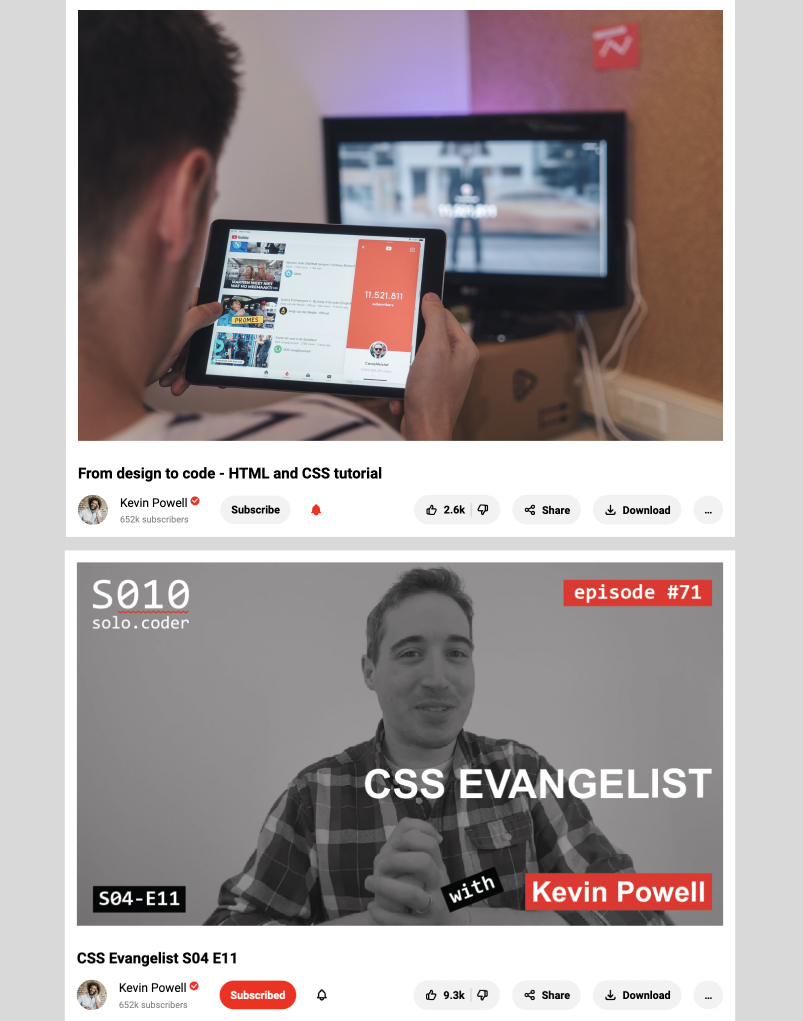 11.521.811
subscribers
PROMES
From design to code - HTML and CSS tutorial
Kevin Powell
652k subscribers
Subscribe
2.6k
Share
Download
...
S010
solo.coder
episode #71
CSS EVANGELIST
with
Kevin Powell
S04-E11
CSS Evangelist S04 E11
Kevin Powell
652k subscribers
Subscribed
9.3k
Share
Download
...